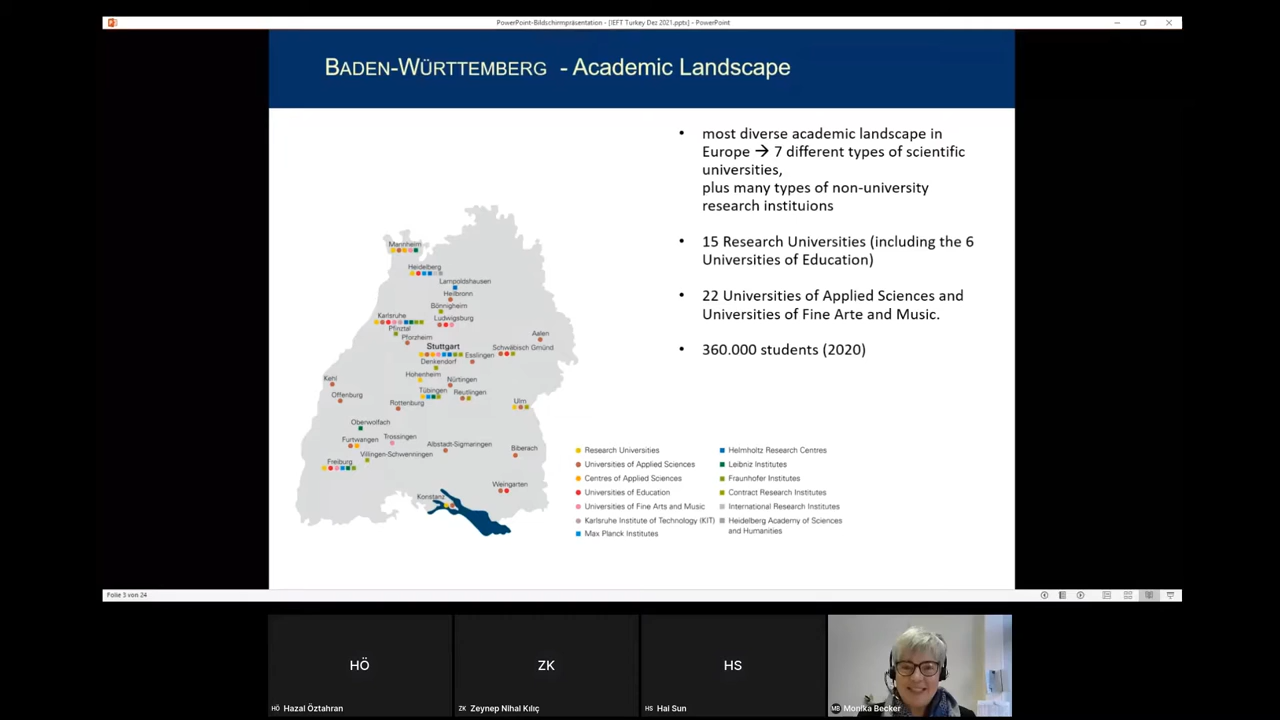 PowerPoint-Bildschirmpräsentation - [IEFT Turkey Dez 2021.pptx] - PowerPoint
BADEN-WÜRTTEMBERG - Academic Landscape
• most diverse academic landscape in
Europe → 7 different types of scientific
universities,
plus many types of non-university
research instituions
• 15 Research Universities (including the 6
Universities of Education)
• 22 Universities of Applied Sciences and
Universities of Fine Arte and Music.
• 360.000 students (2020)
Mannheim
Heidelberg
Lampoldshausen
Heilbronn
Bönnigheim
Karlsruhe
Ludwigsburg
Pfinztal
Pforzheim
Aalen
Stuttgart
Esslingen
Schwäbisch Gmünd
Denkendorf
Hohenheim
Kehl
Nürtingen
Offenburg
Tübingen
Reutlingen
Rottenburg
Ulm
Oberwolfach
Trossingen
Furtwangen
Albstadt-Sigmaringen
Biberach
Villingen-Schwenningen
Freiburg
Weingarten
Konstanz
Research Universities
Universities of Applied Sciences
Centres of Applied Sciences
Universities of Education
Universities of Fine Arts and Music
Karlsruhe Institute of Technology (KIT)
Max Planck Institutes
Helmholtz Research Centres
Leibniz Institutes
Fraunhofer Institutes
Contract Research Institutes
International Research Institutes
Heidelberg Academy of Sciences
and Humanities
Folie 3 von 24
HÖ
ZK
HS
HÖ Hazal Öztahran
ZK Zeynep Nihal Kılıç
HS Hal Sun
MB Monika Becker